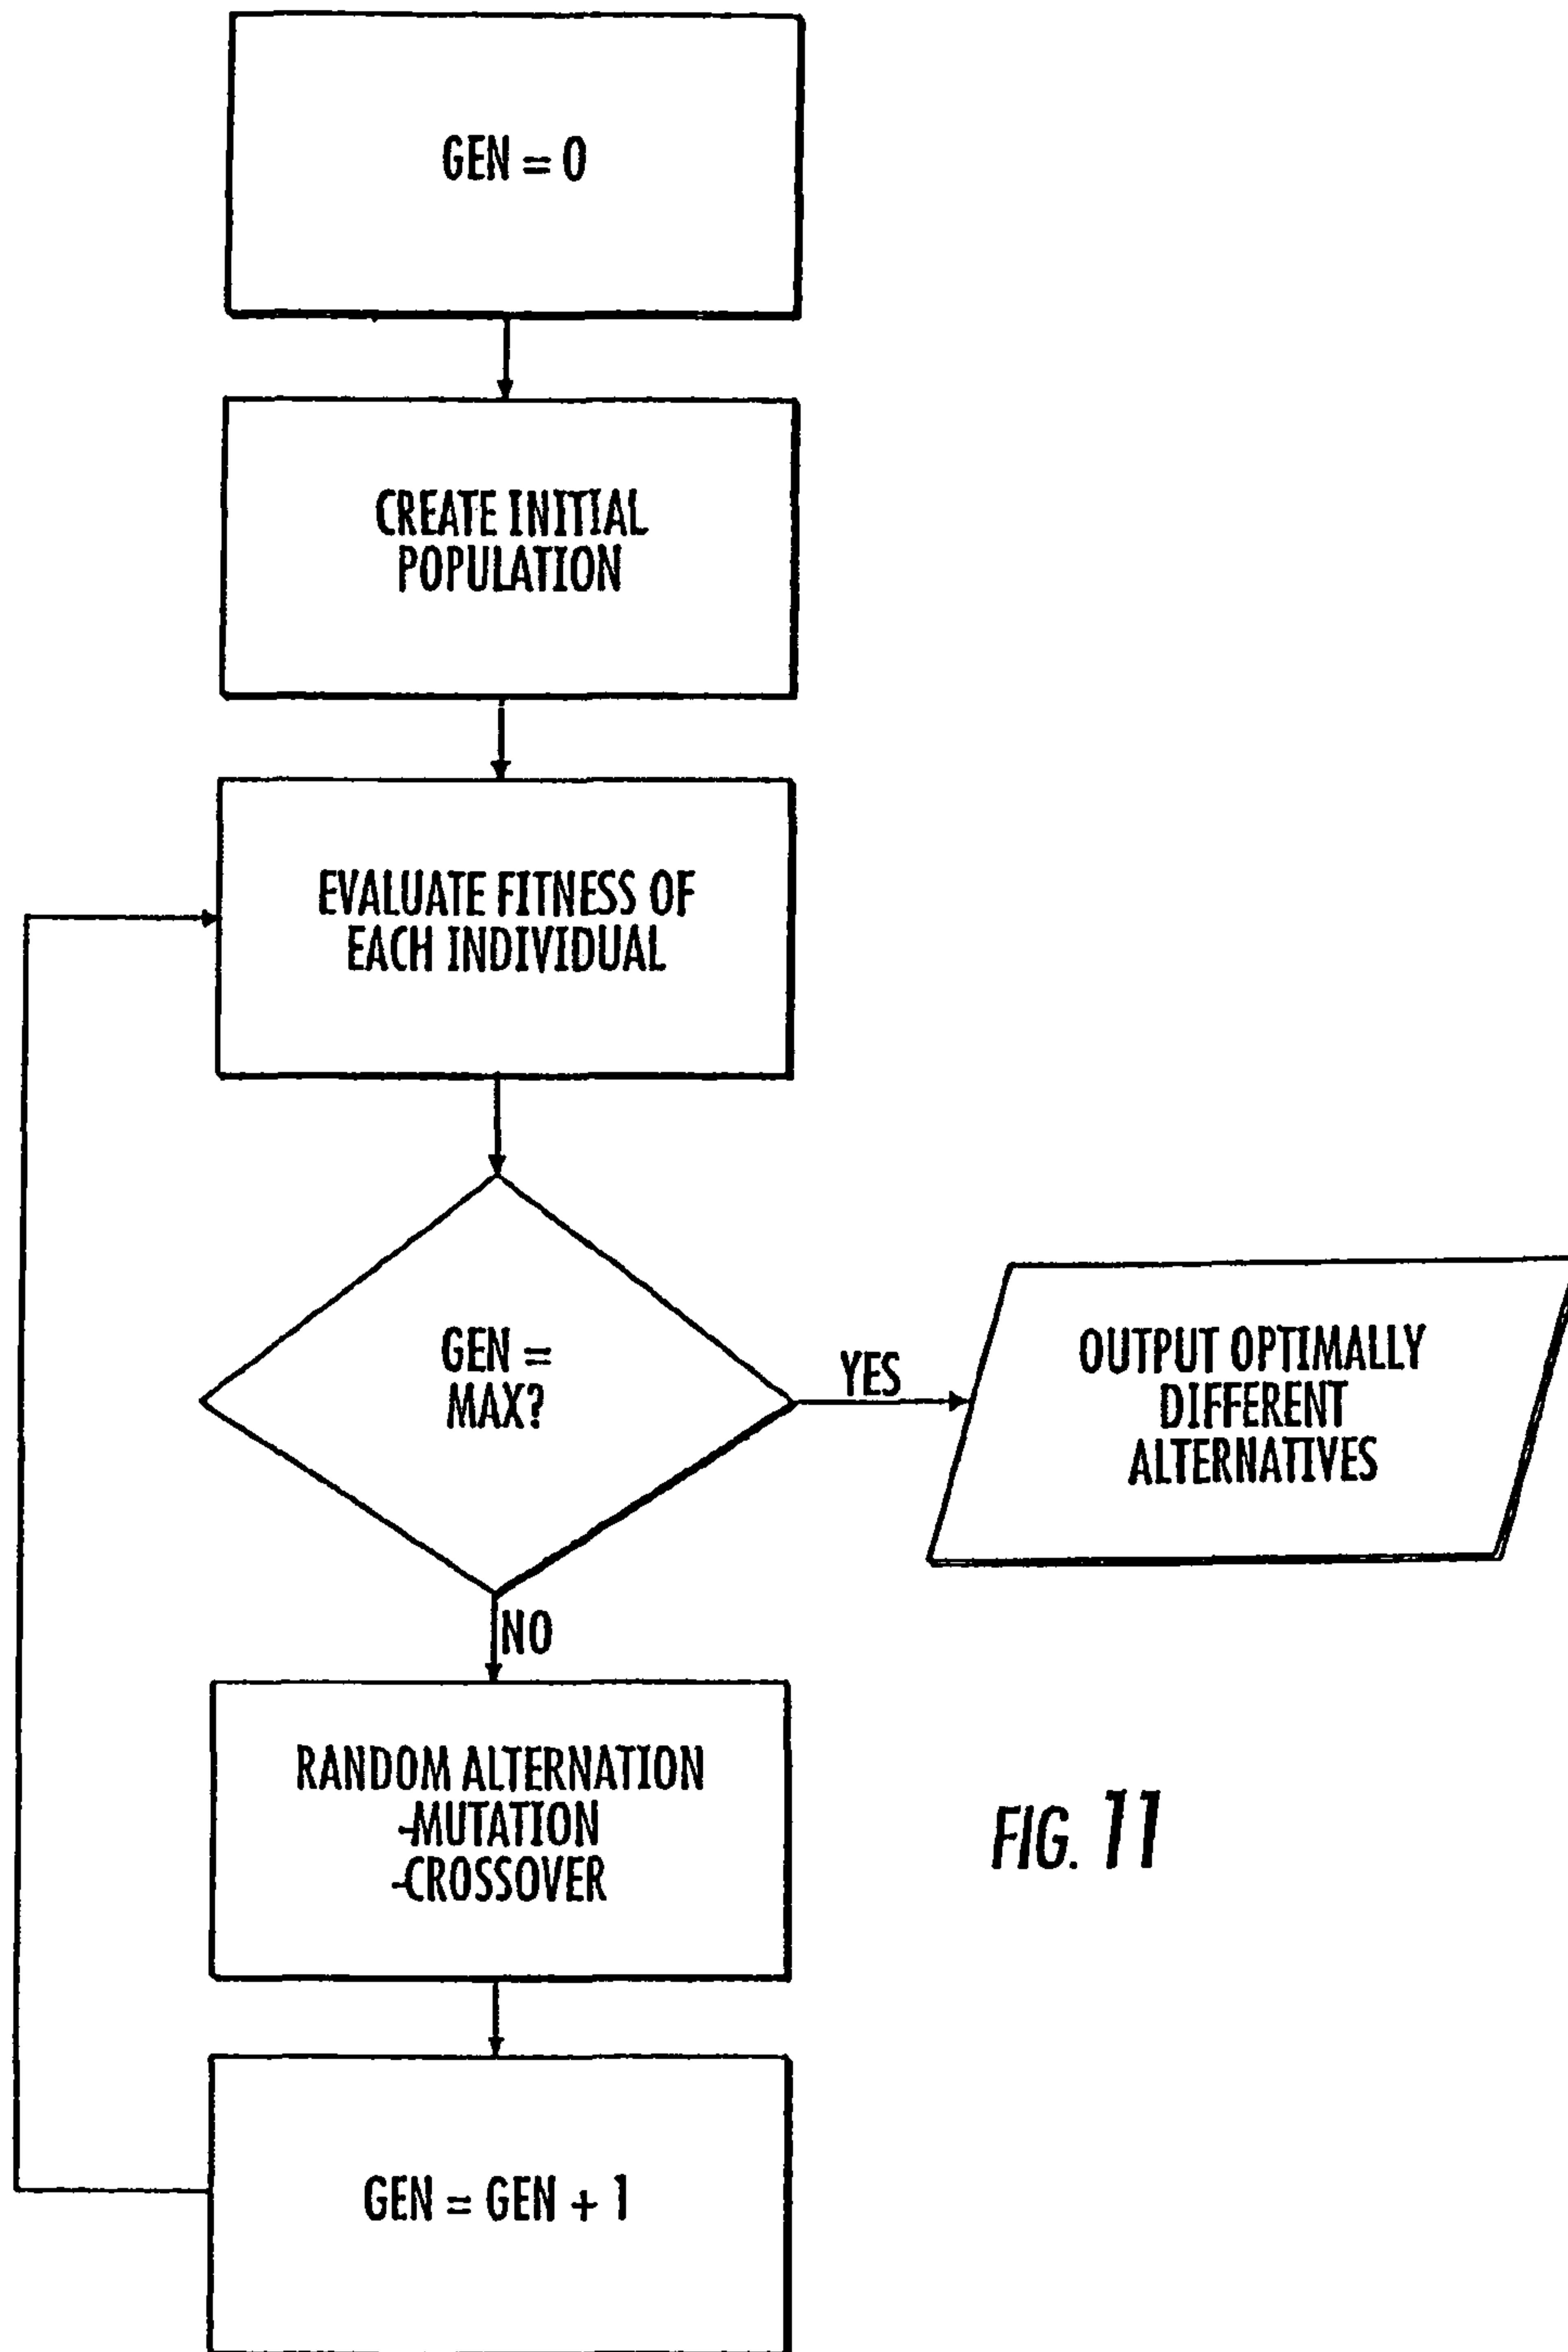 GEN = 0
CREATE INITIAL
POPULATION
EVALUATE FITNESS OF
EACH INDIVIDUAL
GEN =
MAX?
YES
OUTPUT OPTIMALLY
DIFFERENT
ALTERNATIVES
NO
RANDOM ALTERNATION
-MUTATION
-CROSSOVER
FIG. 11
GEN = GEN + 1